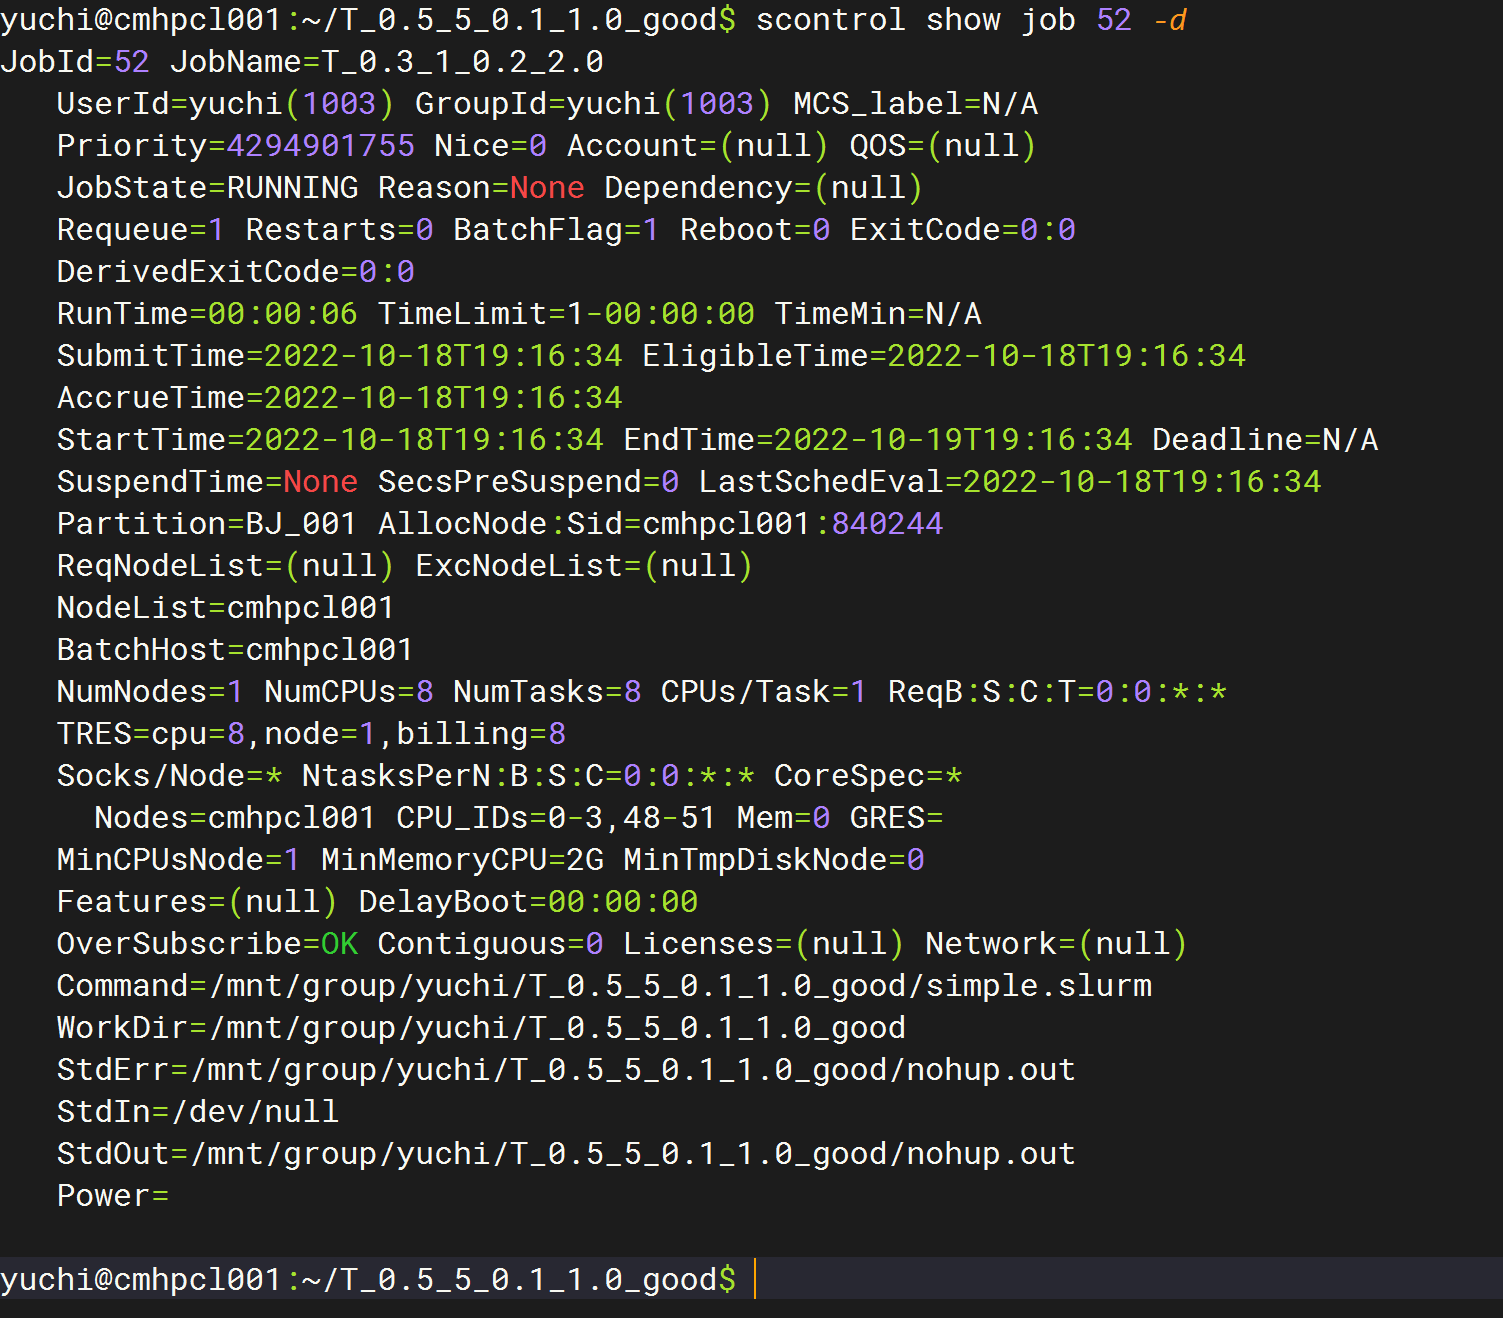 yuchi@cmhpcl001:~/T_0.5_5_0.1_1.0_good$ scontrol show job 52 -d
JobId=52 JobName=T_0.3_1_0.2_2.0
   UserId=yuchi(1003) GroupId=yuchi(1003) MCS_label=N/A
   Priority=4294901755 Nice=0 Account=(null) QOS=(null)
   JobState=RUNNING Reason=None Dependency=(null)
   Requeue=1 Restarts=0 BatchFlag=1 Reboot=0 ExitCode=0:0
   DerivedExitCode=0:0
   RunTime=00:00:06 TimeLimit=1-00:00:00 TimeMin=N/A
   SubmitTime=2022-10-18T19:16:34 EligibleTime=2022-10-18T19:16:34
   AccrueTime=2022-10-18T19:16:34
   StartTime=2022-10-18T19:16:34 EndTime=2022-10-19T19:16:34 Deadline=N/A
   SuspendTime=None SecsPreSuspend=0 LastSchedEval=2022-10-18T19:16:34
   Partition=BJ_001 AllocNode:Sid=cmhpcl001:840244
   ReqNodeList=(null) ExcNodeList=(null)
   NodeList=cmhpcl001
   BatchHost=cmhpcl001
   NumNodes=1 NumCPUs=8 NumTasks=8 CPUs/Task=1 ReqB:S:C:T=0:0:*:*
   TRES=cpu=8,node=1,billing=8
   Socks/Node=* NtasksPerN:B:S:C=0:0:*:* CoreSpec=*
     Nodes=cmhpcl001 CPU_IDs=0-3,48-51 Mem=0 GRES=
   MinCPUsNode=1 MinMemoryCPU=2G MinTmpDiskNode=0
   Features=(null) DelayBoot=00:00:00
   OverSubscribe=OK Contiguous=0 Licenses=(null) Network=(null)
   Command=/mnt/group/yuchi/T_0.5_5_0.1_1.0_good/simple.slurm
   WorkDir=/mnt/group/yuchi/T_0.5_5_0.1_1.0_good
   StdErr=/mnt/group/yuchi/T_0.5_5_0.1_1.0_good/nohup.out
   StdIn=/dev/null
   StdOut=/mnt/group/yuchi/T_0.5_5_0.1_1.0_good/nohup.out
   Power=
yuchi@cmhpcl001:~/T_0.5_5_0.1_1.0_good$